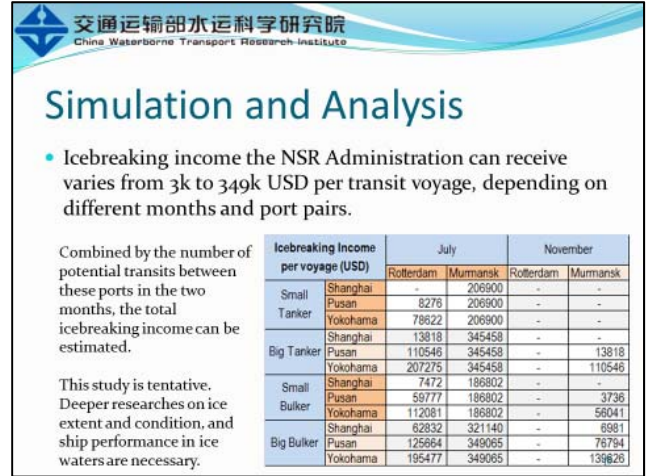 交通运输部水运科学研究院
China Waterborne Transport Research Institute
Simulation and Analysis
• Icebreaking income the NSR Administration can receive
varies from 3k to 349k USD per transit voyage, depending on
different months and port pairs.
Combined by the number of
potential transits between
these ports in the two
months, the total
icebreaking income can be
estimated.
This study is tentative.
Deeper researches on ice
extent and condition, and
ship performance in ice
waters are necessary.
Icebreaking Income per voyage (USD) July November
Rotterdam Murmansk Rotterdam Murmansk
Small Tanker Shanghai - 206900 - -
Pusan 8276 206900 - -
Yokohama 78622 206900 - -
Big Tanker Shanghai 13818 345458 - -
Pusan 110546 345458 - 13818
Yokohama 207275 345458 - 110546
Small Bulker Shanghai 7472 186802 - -
Pusan 59777 186802 - 3736
Yokohama 112081 186802 - 56041
Big Bulker Shanghai 62832 321140 - 6981
Pusan 125664 349065 - 76794
Yokohama 195477 349065 - 139626